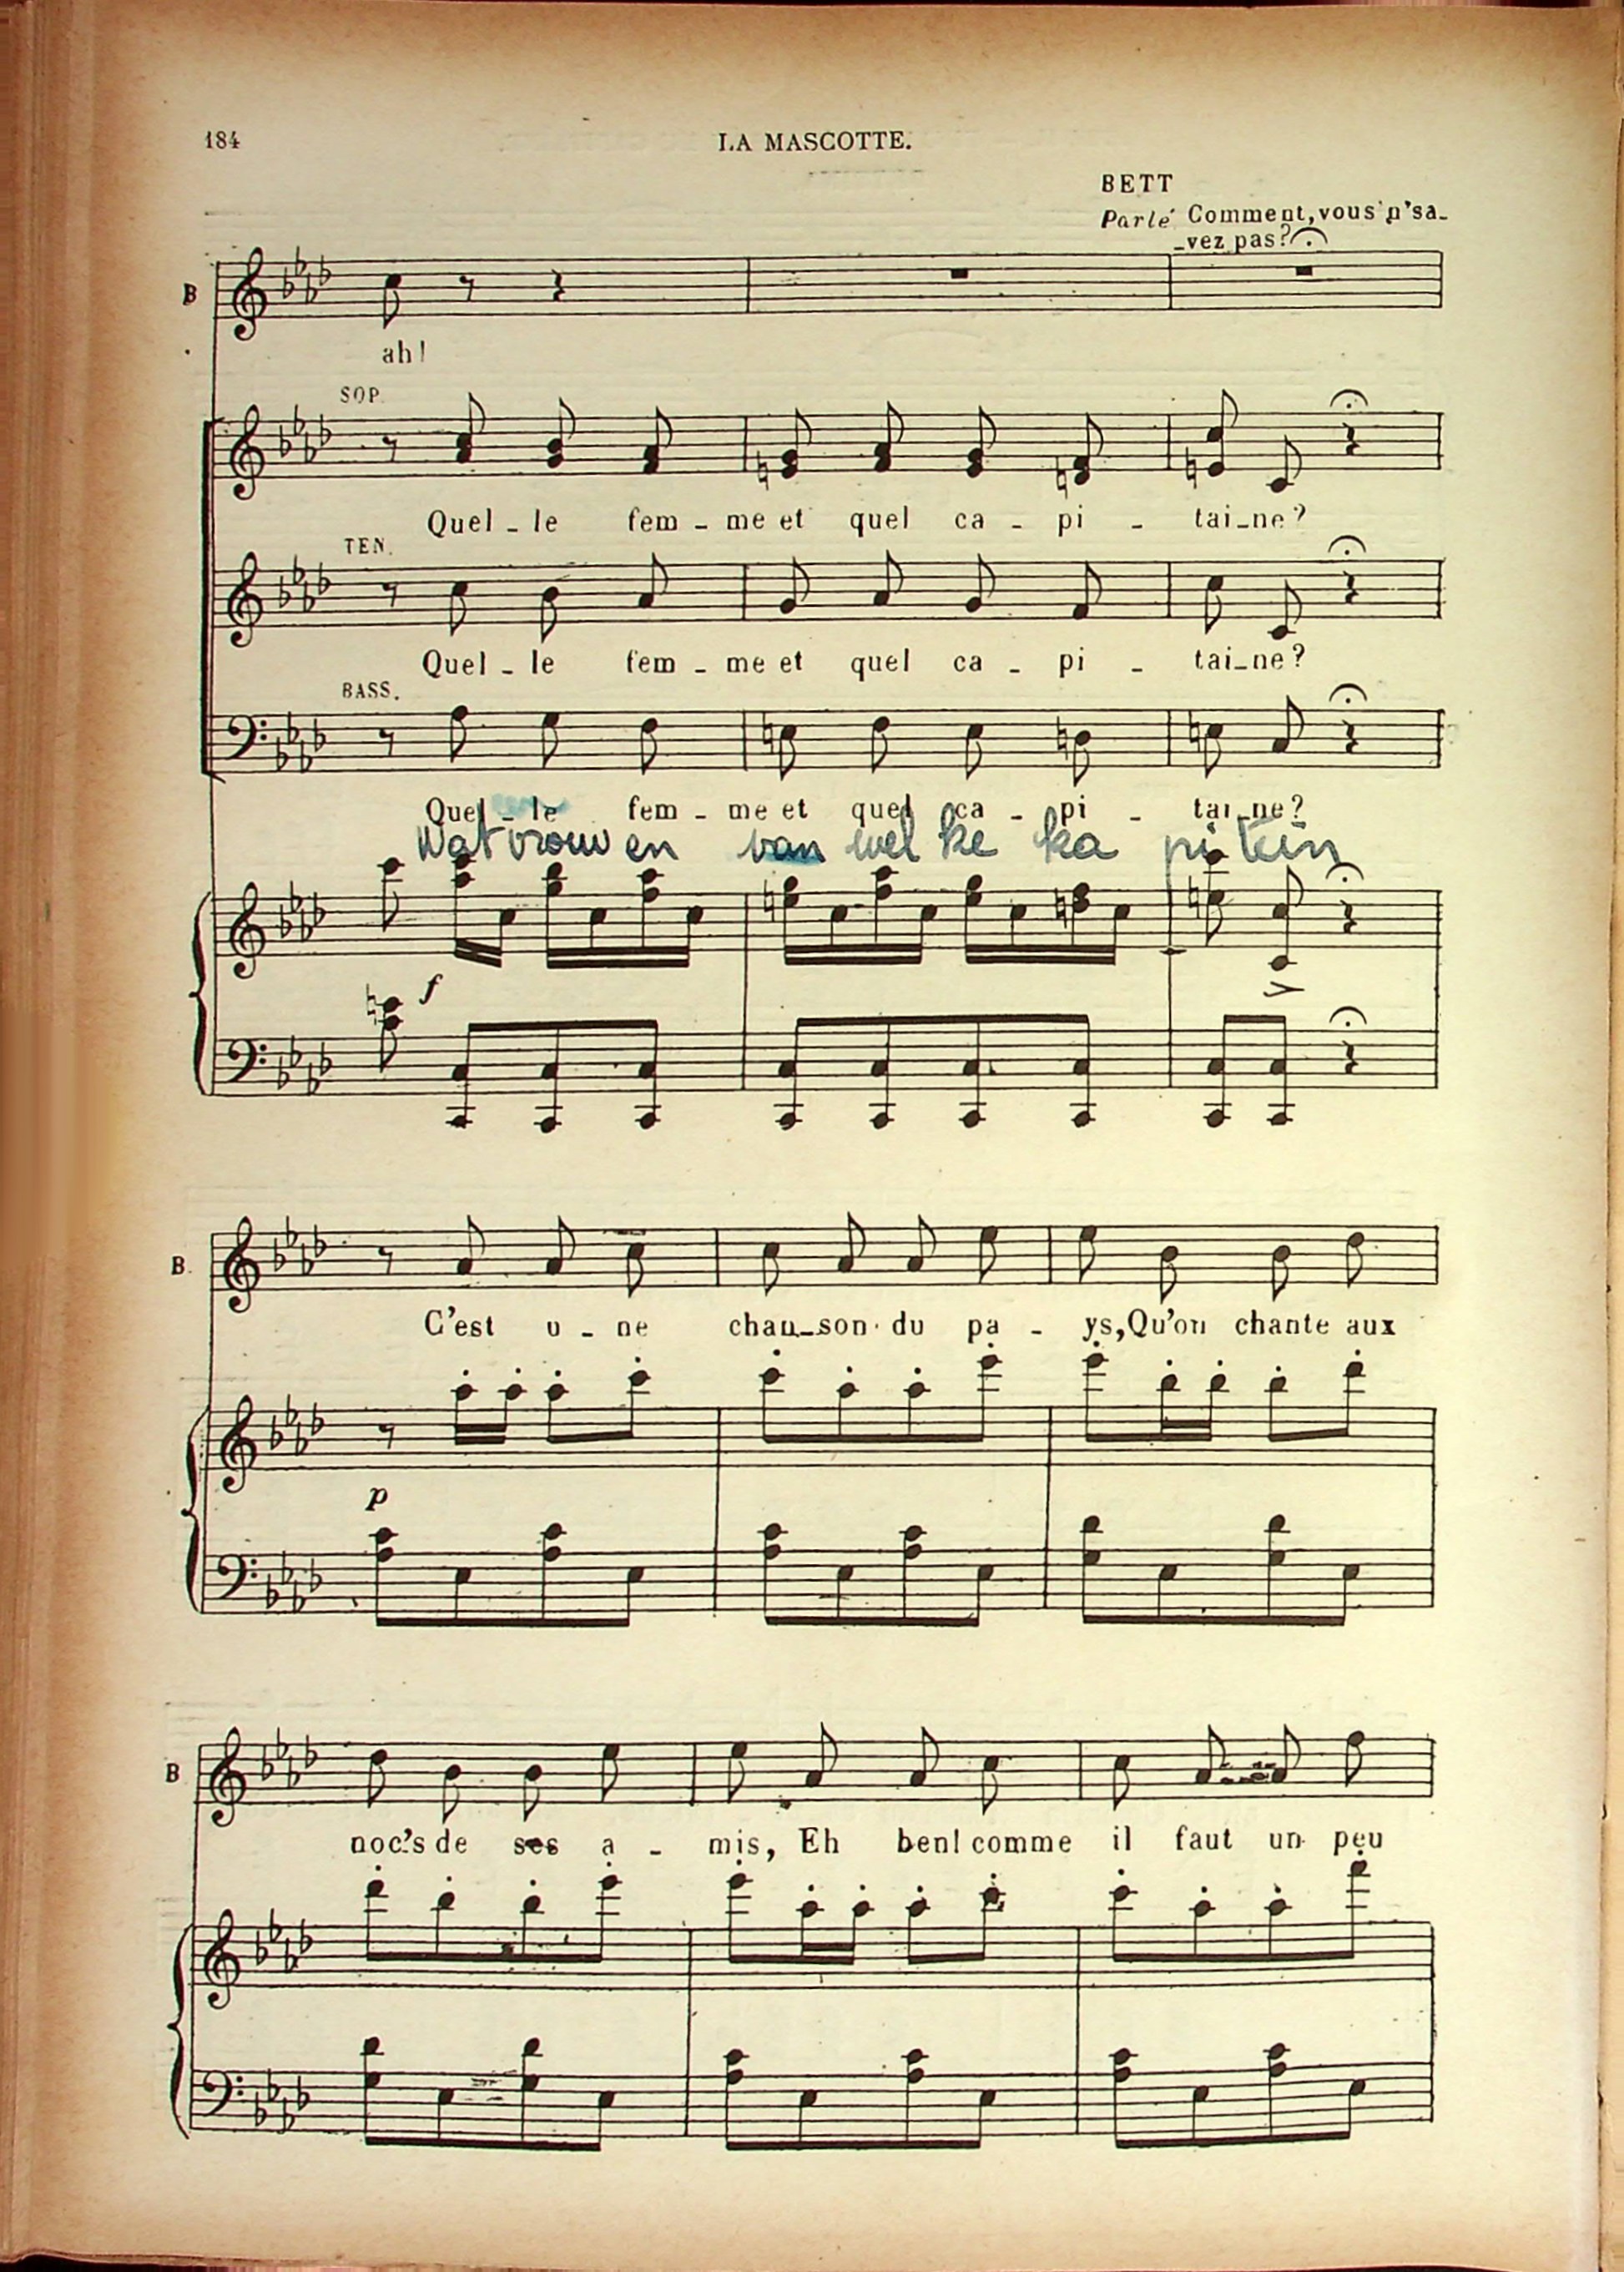 184
LA MASCOTTE.
BETT
Parlé Comment, vous n'sa_
_vez pas?
B
ah!
SOP.
Quel_le fem_me et quel ca_pi_tai_ne?
TEN.
Quel_le fem_me et quel ca_pi_tai_ne?
BASS.
Quel_le fem_me et quel ca_pi_tai_ne?
Wat vrouw en van wel ke ka pi tein
f
B.
C'est u_ne chan_son du pa_ys, Qu'on chante aux
p
B
noc's de ses a_mis, Eh ben! comme il faut un peu